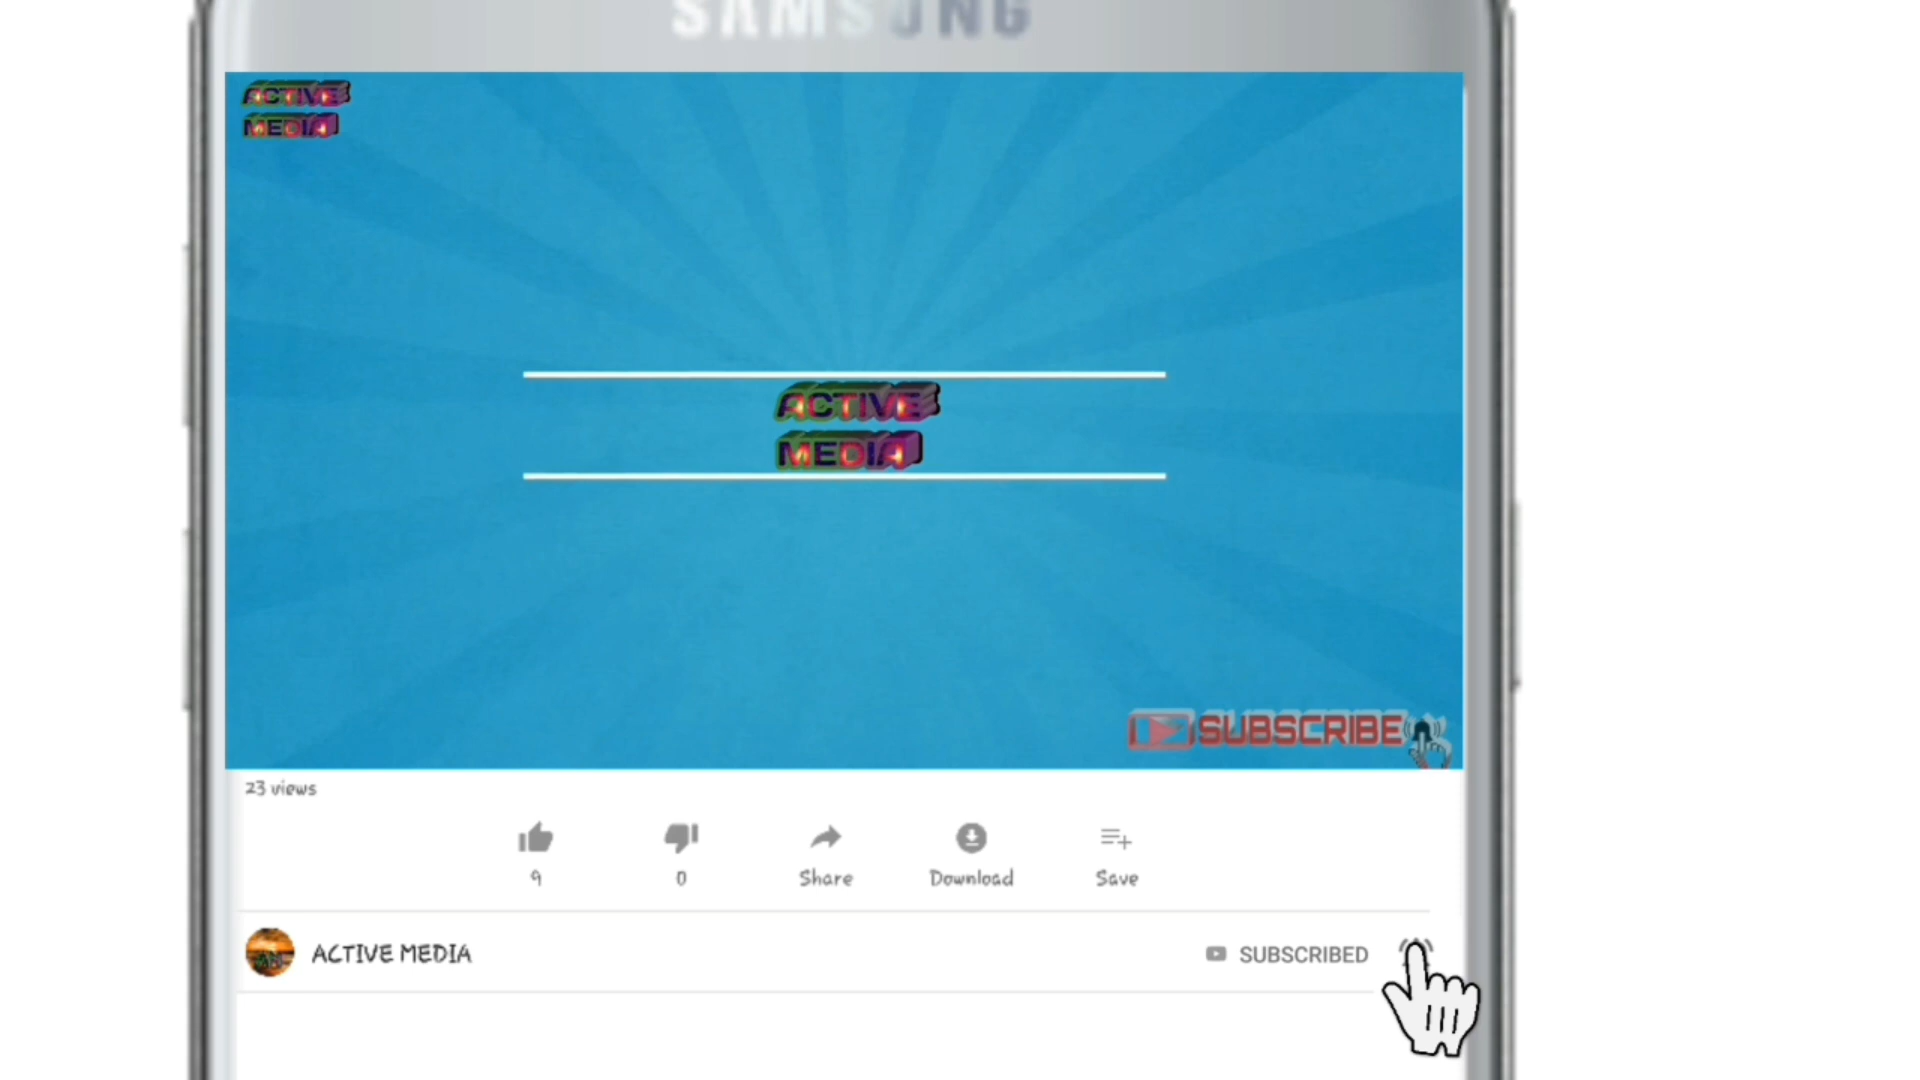 SAMSUNG
ACTIVE
MEDIA
ACTIVE
MEDIA
SUBSCRIBE
23 views
9
0
Share
Download
Save
ACTIVE MEDIA
SUBSCRIBED